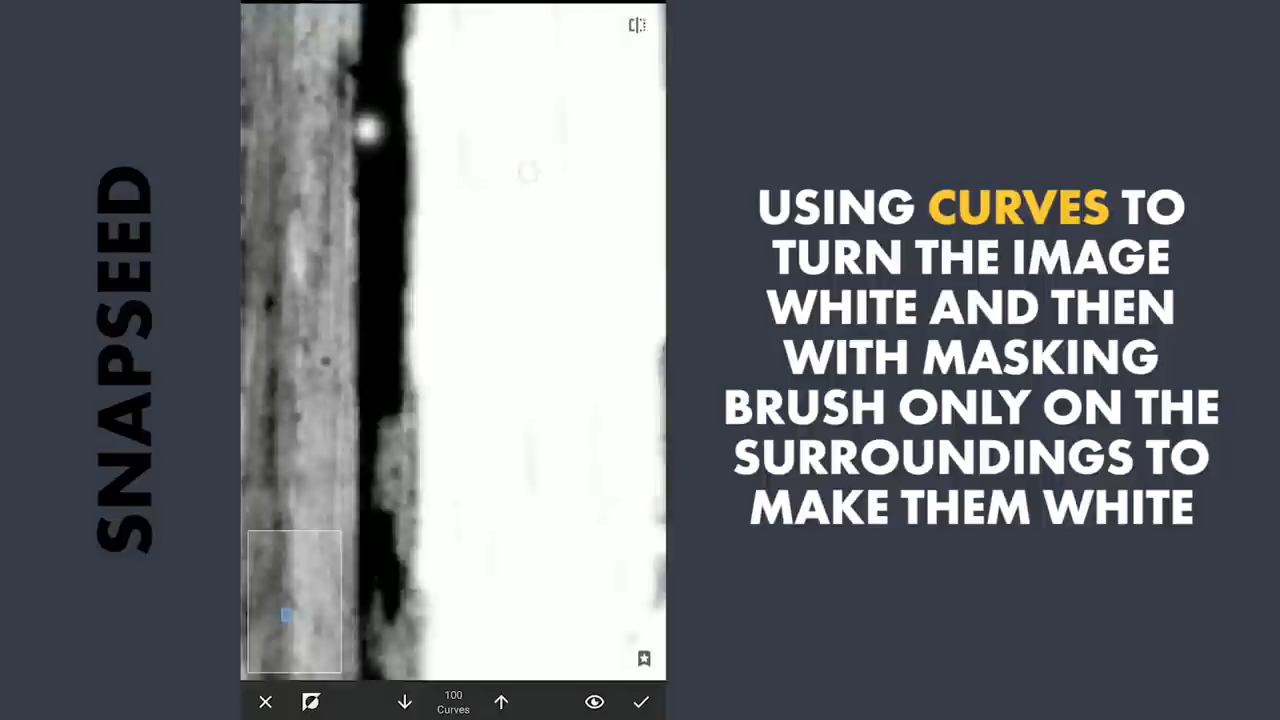 SNAPSEED
USING CURVES TO
TURN THE IMAGE
WHITE AND THEN
WITH MASKING
BRUSH ONLY ON THE
SURROUNDINGS TO
MAKE THEM WHITE
100
Curves